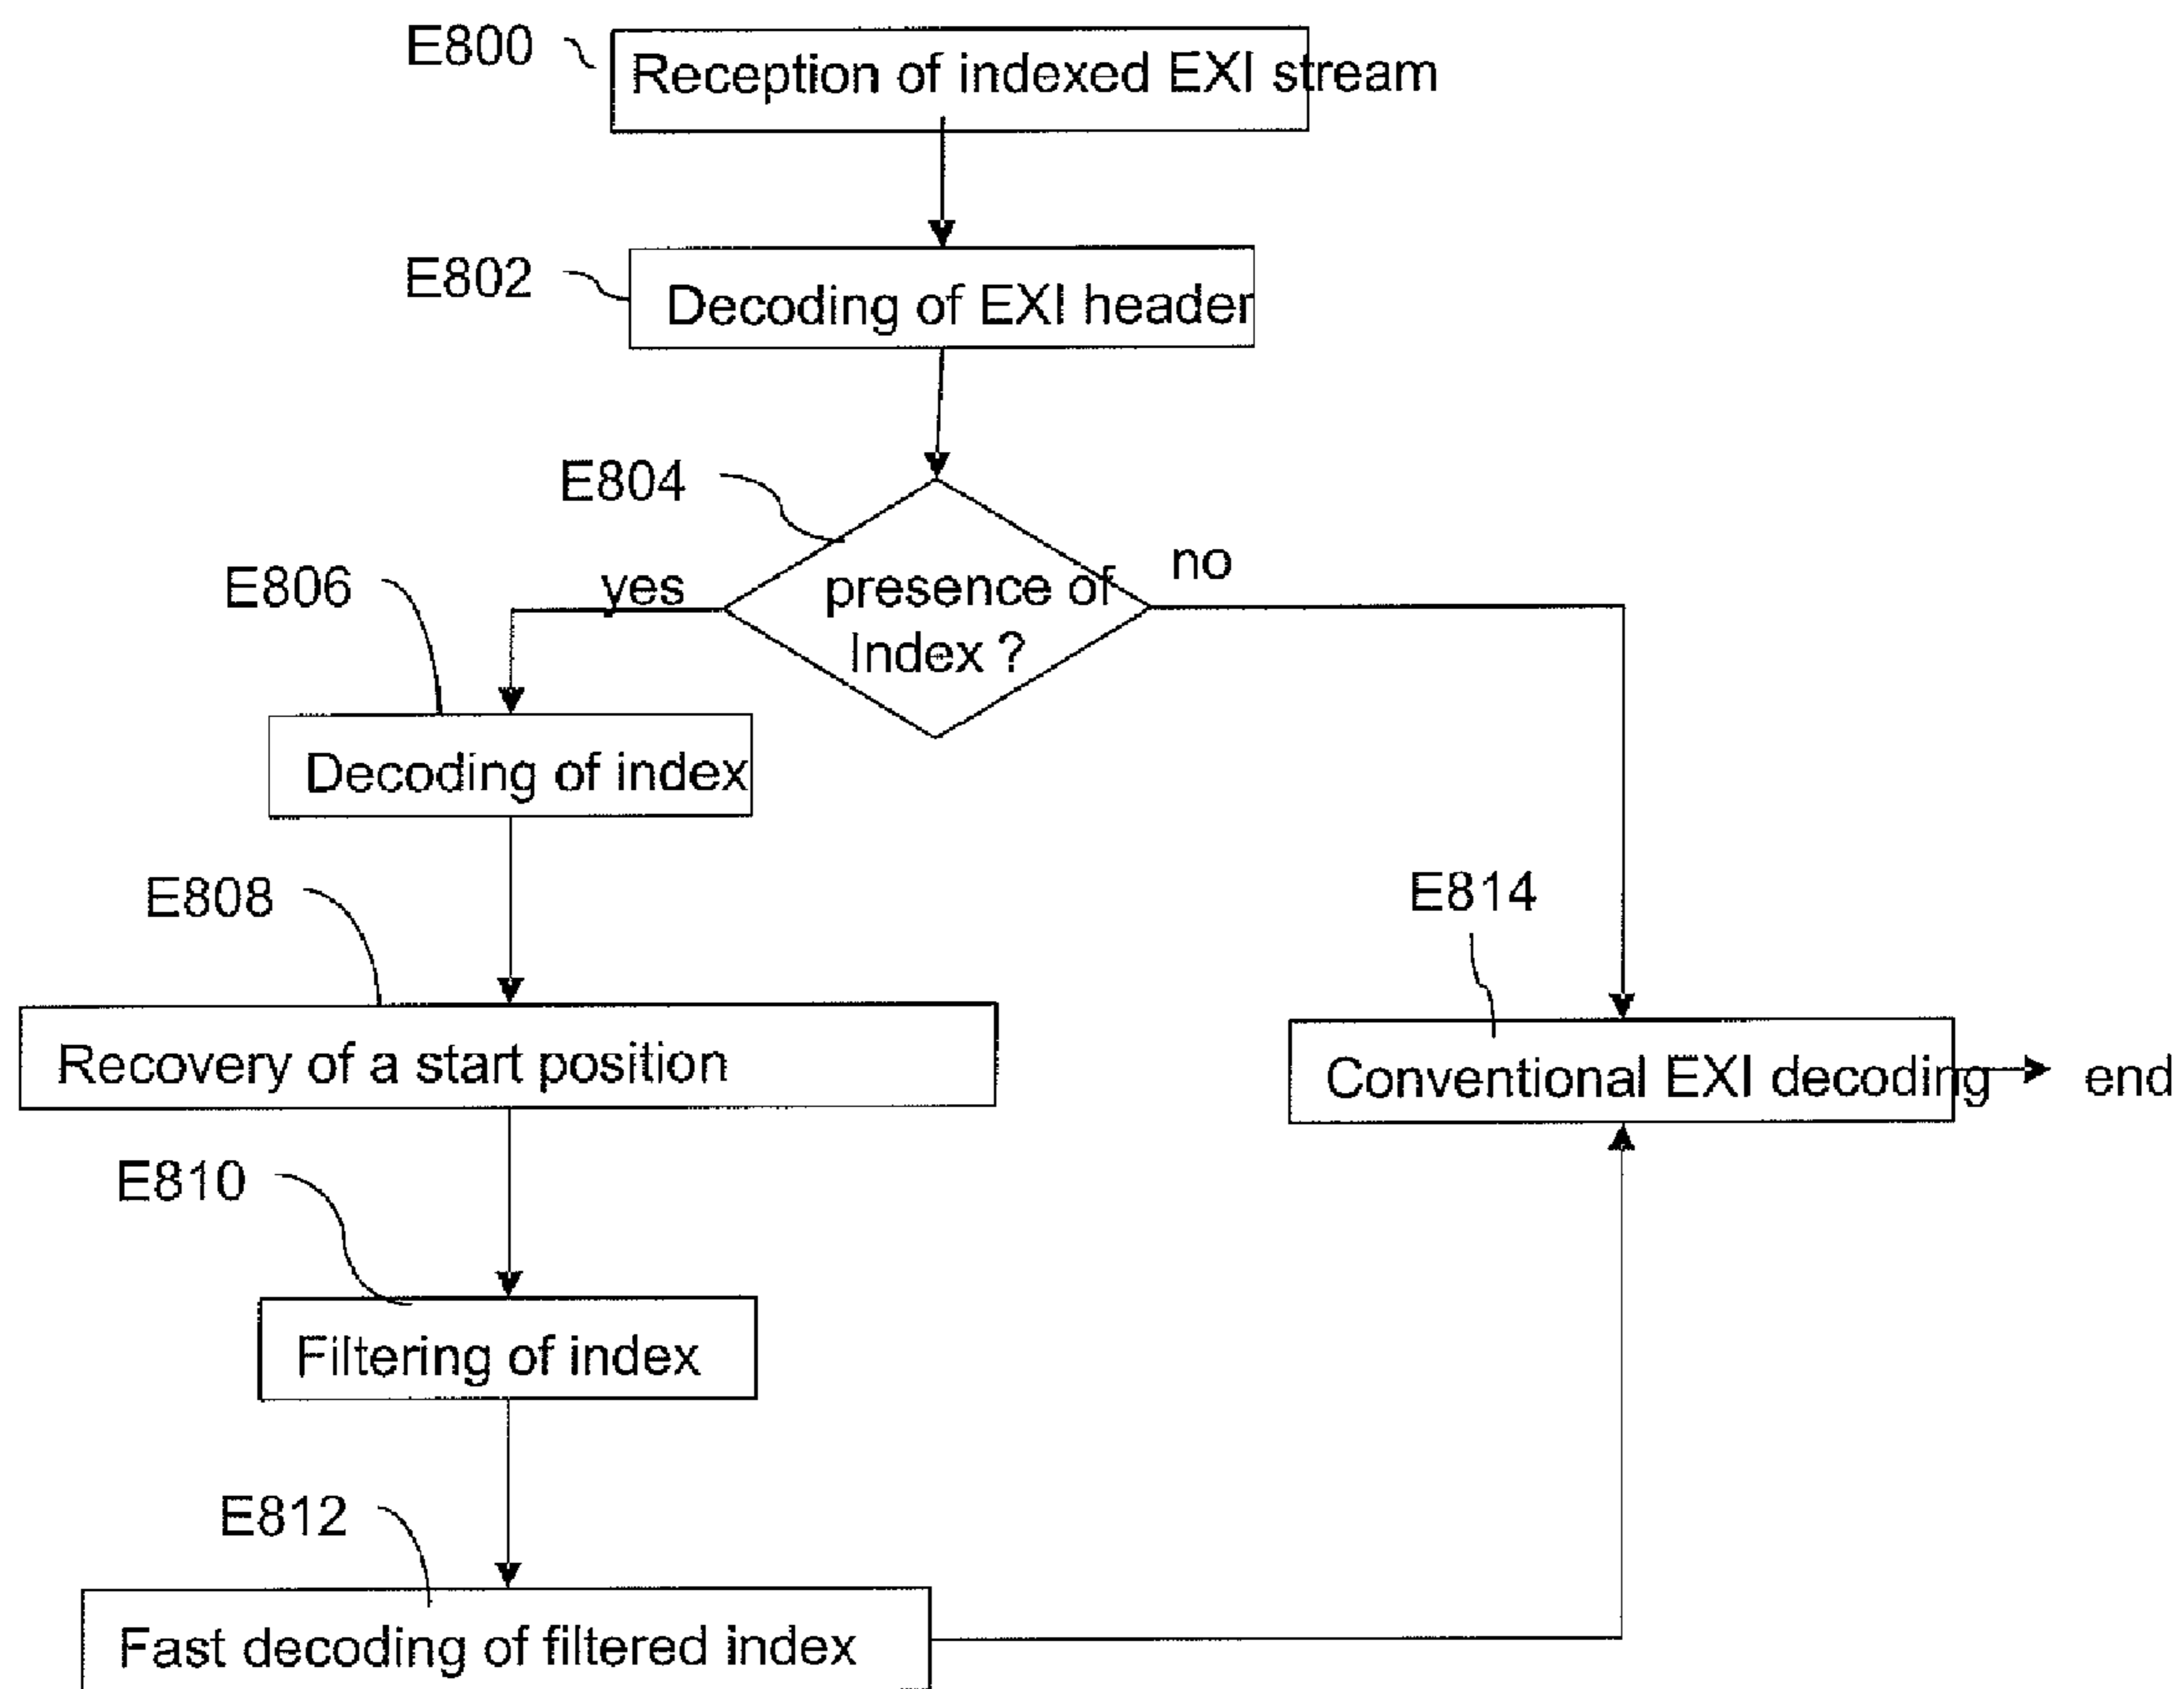 E800
Reception of indexed EXI stream
E802
Decoding of EXI header
E804
presence of
Index ?
yes
no
E806
Decoding of index
E808
Recovery of a start position
E814
Conventional EXI decoding
end
E810
Filtering of index
E812
Fast decoding of filtered index